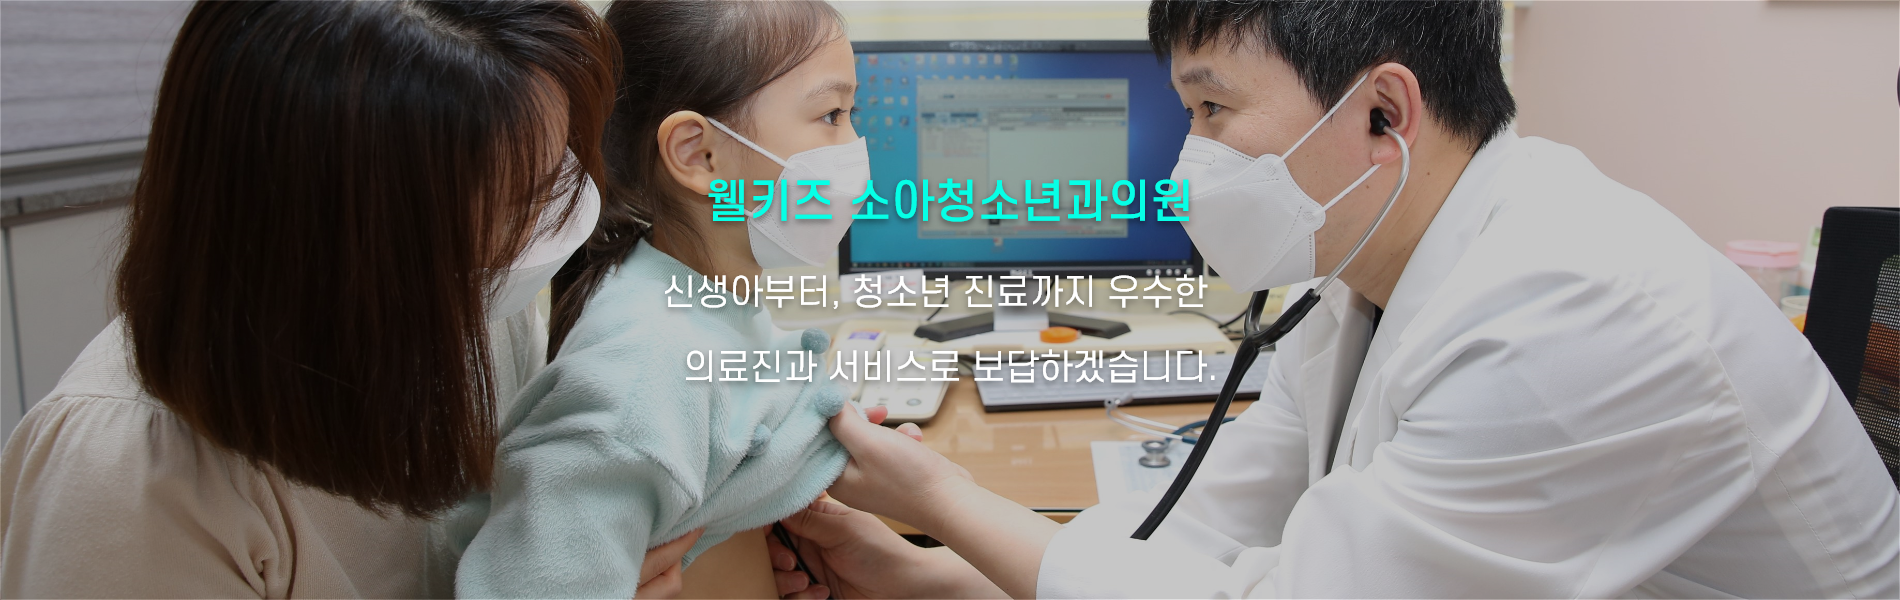 웰키즈 소아청소년과의원
신생아부터, 청소년 진료까지 우수한
의료진과 서비스로 보답하겠습니다.